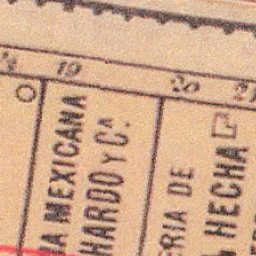 19
20
21
MEXICANA
HARDO Y Cª.
ERIA DE
HECHA